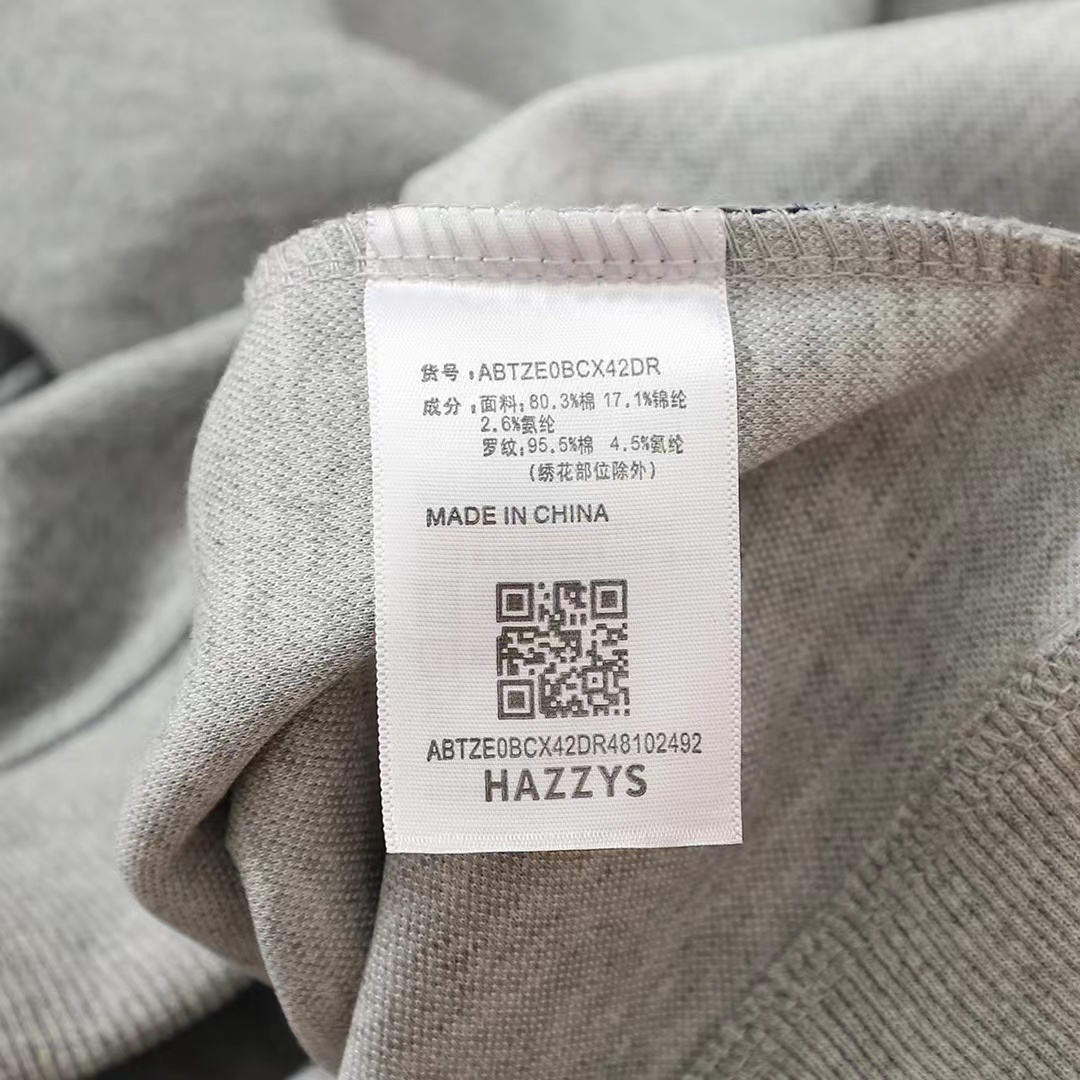 货号:ABTZE0BCX42DR
成分:面料:80.3%棉 17.1%锦纶
2.6%氨纶
罗纹:95.5%棉 4.5%氨纶
(绣花部位除外)
MADE IN CHINA
ABTZE0BCX42DR48102492
HAZZYS